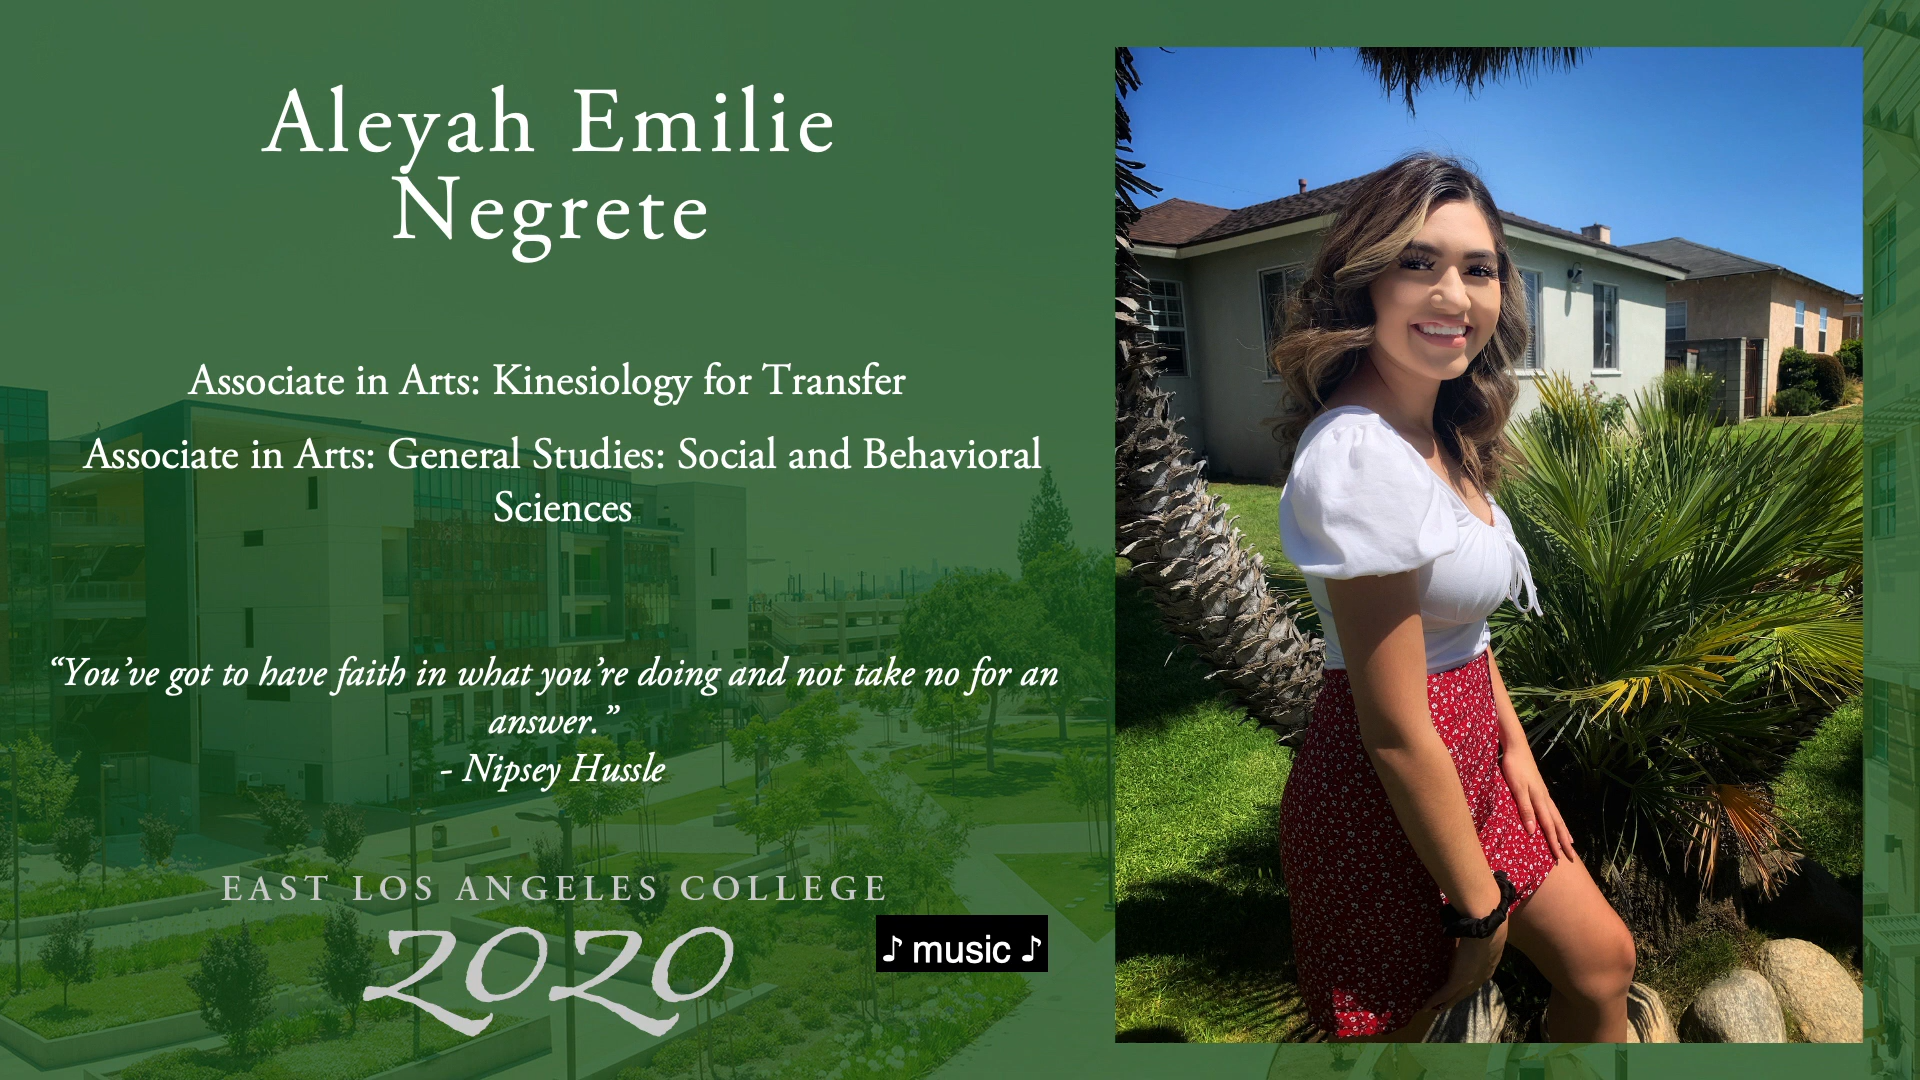 Aleyah Emilie
Negrete
Associate in Arts: Kinesiology for Transfer
Associate in Arts: General Studies: Social and Behavioral
Sciences
“You’ve got to have faith in what you’re doing and not take no for an
answer.”
- Nipsey Hussle
EAST LOS ANGELES COLLEGE
2020
♪ music ♪